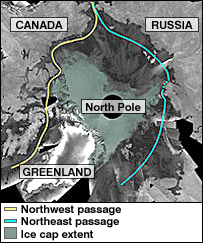 CANADA
RUSSIA
North Pole
GREENLAND
Northwest passage
Northeast passage
Ice cap extent